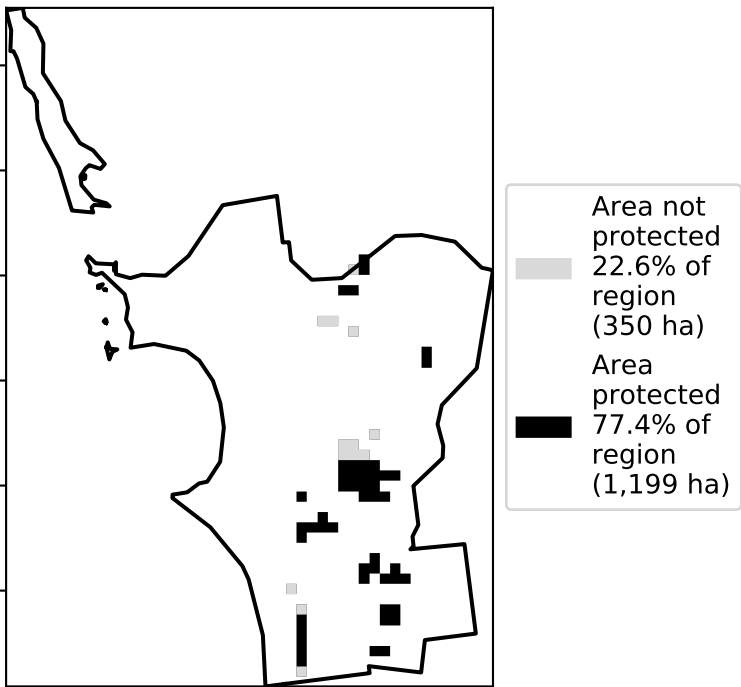 Area not
protected
22.6% of
region
(350 ha)
Area
protected
77.4% of
region
(1,199 ha)